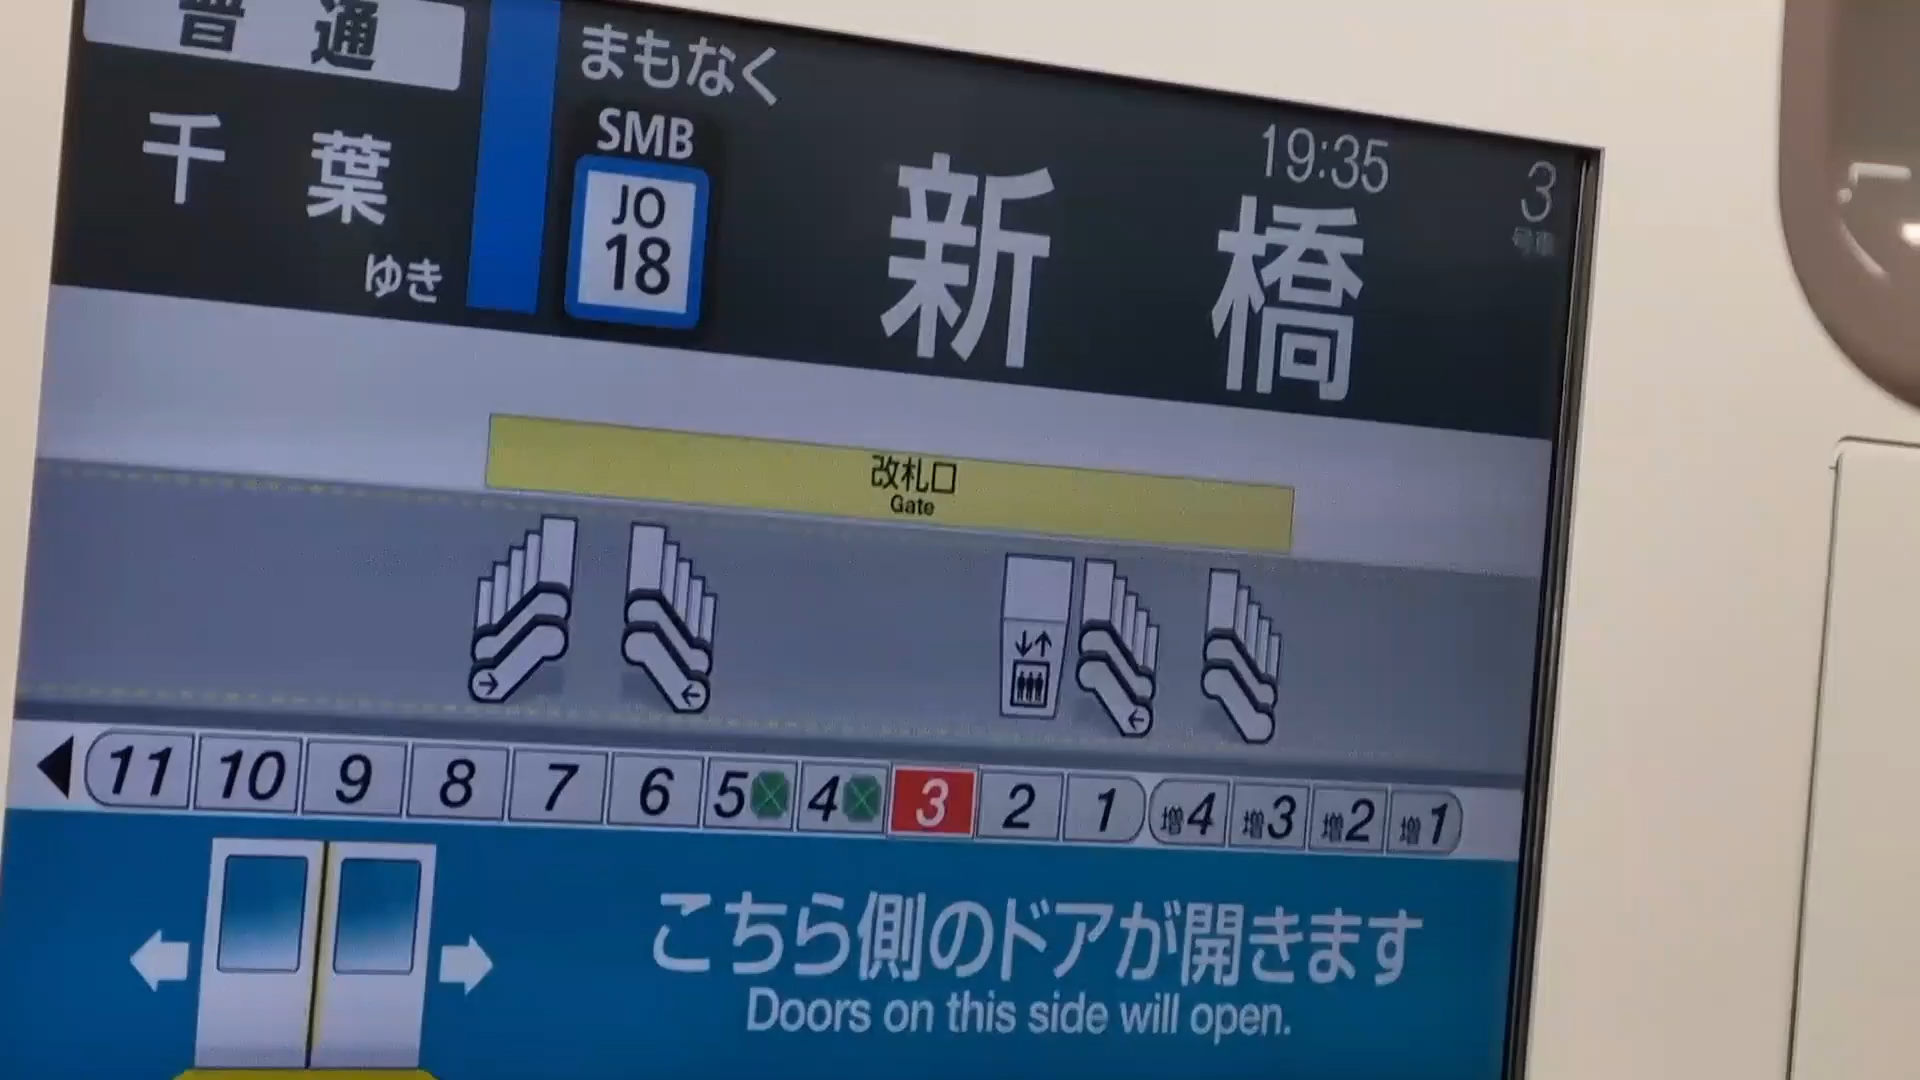 普通
千葉
ゆき
まもなく
SMB
JO
18
新橋
19:35
3
号車
改札口
Gate
11 10 9 8 7 6 5 4 3 2 1 増4 増3 増2 増1
こちら側のドアが開きます
Doors on this side will open.